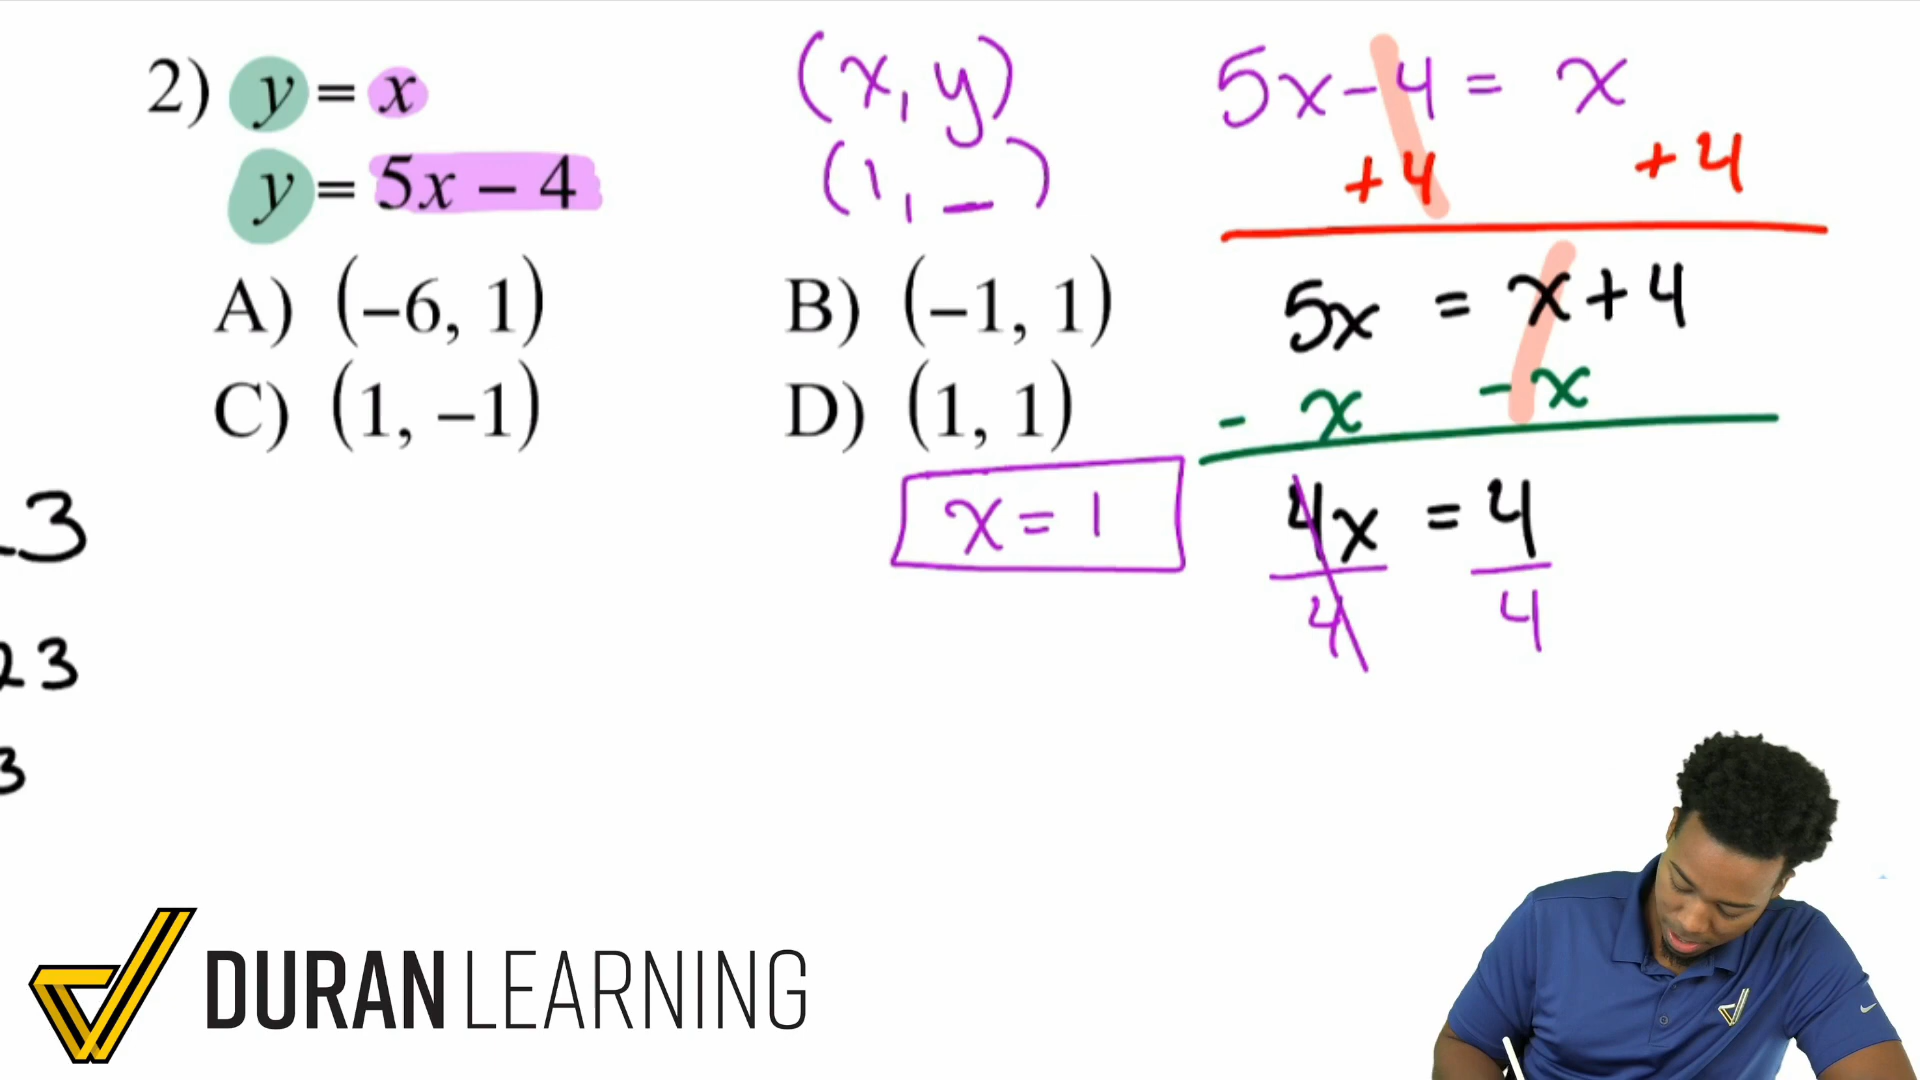 2) y = x
y = 5x − 4
A) (−6, 1)
B) (−1, 1)
C) (1, −1)
D) (1, 1)
(x, y)
(1, _)
5x - 4 = x
+4 +4
5x = x + 4
- x - x
4x = 4
4 4
x = 1
3
23
3
DURAN LEARNING